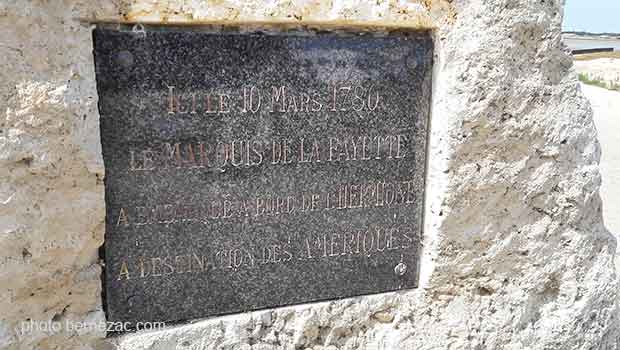 ICI LE 10 MARS 1780
LE MARQUIS DE LA FAYETTE
A EMBARQUÉ A BORD DE L'HERMIONE
A DESTINATION DES AMERIQUES
photo bernezac.com